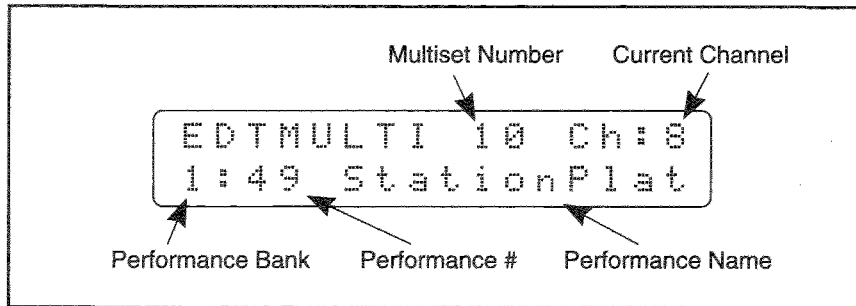 Multiset Number Current Channel
EDTMULTI 10 Ch:8
1:49 StationPlat
Performance Bank Performance # Performance Name